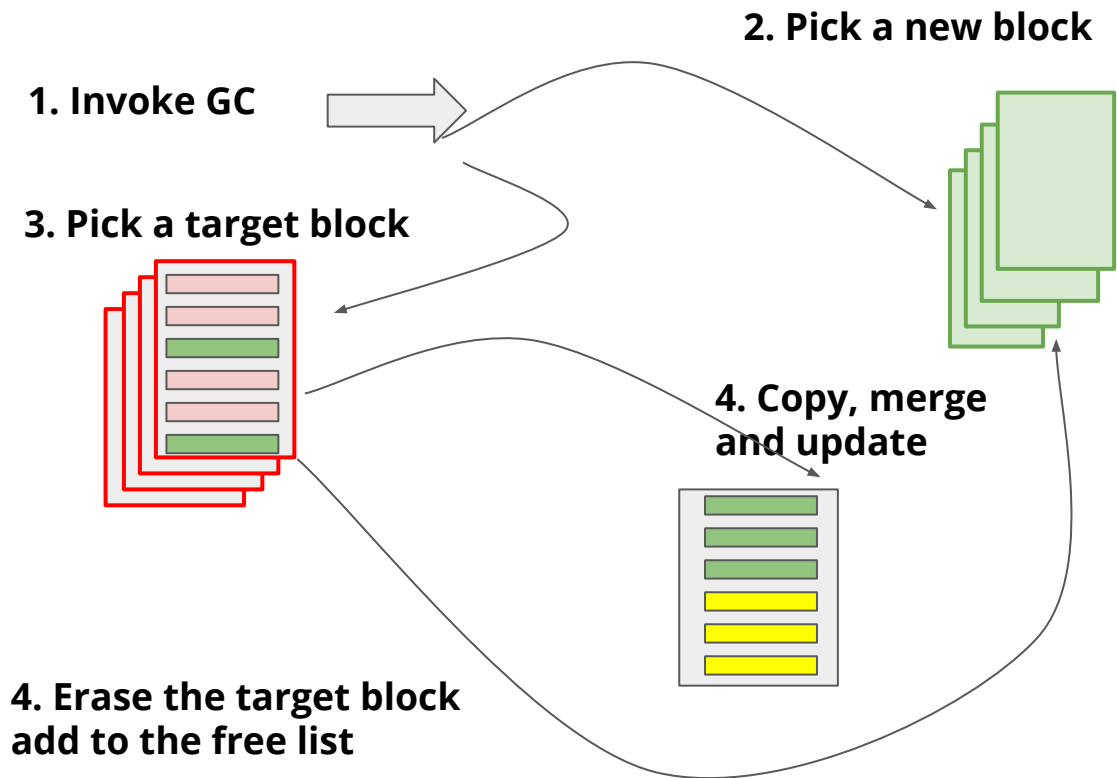 2. Pick a new block
1. Invoke GC
3. Pick a target block
4. Copy, merge
and update
4. Erase the target block
add to the free list